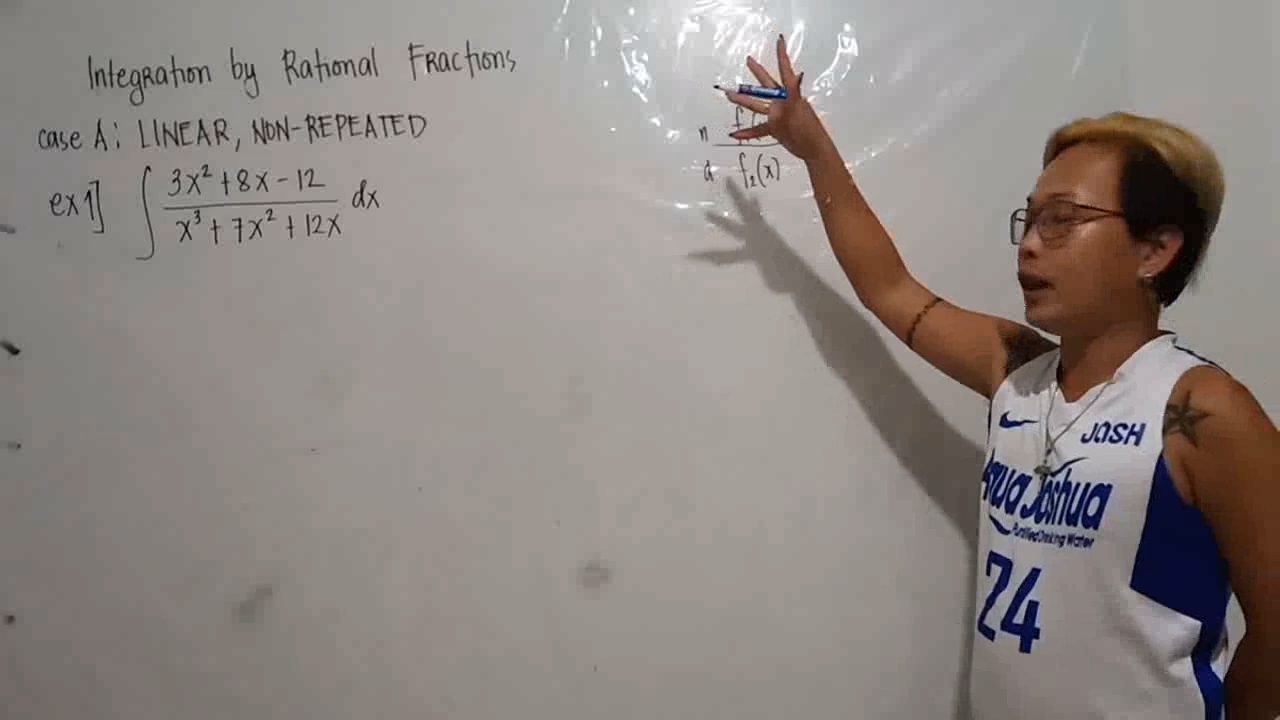 Integration by Rational Fractions
case A: LINEAR, NON-REPEATED
ex 1] ∫ 3x² + 8x - 12
x³ + 7x² + 12x dx
n
d f₂(x)
JOSH
Aqua Joshua
Purified Drinking Water
24